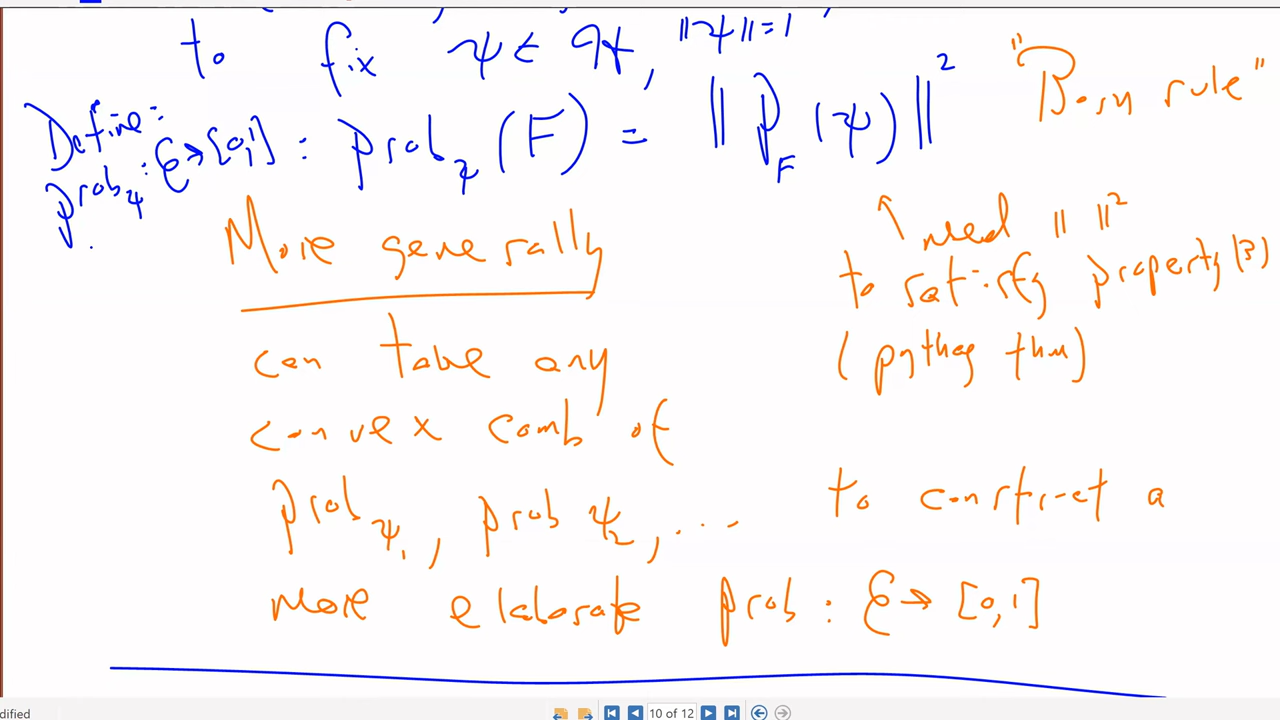 to fix ψ ∈ ℋ, ||ψ||=1
Define:
prob_ψ: ℰ→[0,1] : prob_ψ (F) = || P_F (ψ) ||²
"Born rule"
More generally
can take any
convex comb of
prob_ψ₁, prob ψ₂, ...
to construct a
more elaborate prob: ℰ→ [0,1]
↑ need || ||²
to satisfy property (3)
(pythag thm)
dified
10 of 12